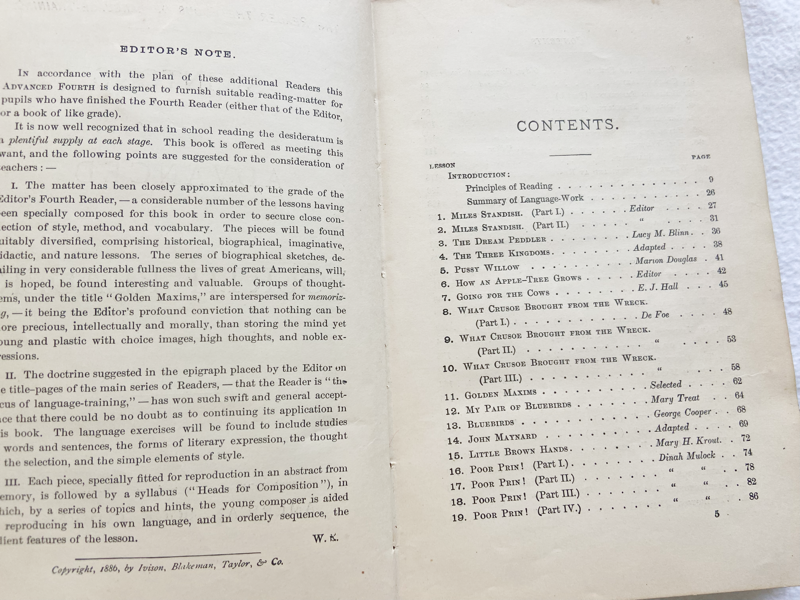 EDITOR'S NOTE.
In accordance with the plan of these additional Readers this
Advanced Fourth is designed to furnish suitable reading-matter for
pupils who have finished the Fourth Reader (either that of the Editor,
or a book of like grade).
It is now well recognized that in school reading the desideratum is
plentiful supply at each stage. This book is offered as meeting this
want, and the following points are suggested for the consideration of
eachers : —
I. The matter has been closely approximated to the grade of the
Editor's Fourth Reader, — a considerable number of the lessons having
een specially composed for this book in order to secure close con-
ection of style, method, and vocabulary. The pieces will be found
uitably diversified, comprising historical, biographical, imaginative,
idactic, and nature lessons. The series of biographical sketches, de-
ailing in very considerable fullness the lives of great Americans, will,
is hoped, be found interesting and valuable. Groups of thought-
ems, under the title "Golden Maxims," are interspersed for memoriz-
g, — it being the Editor's profound conviction that nothing can be
ore precious, intellectually and morally, than storing the mind yet
oung and plastic with choice images, high thoughts, and noble ex-
ressions.
II. The doctrine suggested in the epigraph placed by the Editor on
e title-pages of the main series of Readers, — that the Reader is "the
cus of language-training," — has won such swift and general accept-
ce that there could be no doubt as to continuing its application in
is book. The language exercises will be found to include studies
words and sentences, the forms of literary expression, the thought
the selection, and the simple elements of style.
III. Each piece, specially fitted for reproduction in an abstract from
emory, is followed by a syllabus ("Heads for Composition"), in
hich, by a series of topics and hints, the young composer is aided
reproducing in his own language, and in orderly sequence, the
lient features of the lesson.
W. S.
Copyright, 1886, by Ivison, Blakeman, Taylor, & Co.
CONTENTS.
LESSON PAGE
Introduction:
Principles of Reading . . . . . . . . . . . . 9
Summary of Language-Work . . . . . . . . . . 26
1. Miles Standish. (Part I.) . . . . . . . Editor . . . . 27
2. Miles Standish. (Part II.) . . . . . . . " . . . . 31
3. The Dream Peddler . . . . . . . Lucy M. Blinn . . 36
4. The Three Kingdoms . . . . . . . Adapted . . . . 38
5. Pussy Willow . . . . . . . Marion Douglas . 41
6. How an Apple-Tree Grows . . . . . . . Editor . . . . 42
7. Going for the Cows . . . . . . . E. J. Hall . . . 45
8. What Crusoe Brought from the Wreck.
(Part I.) . . . . . . . De Foe . . . . 48
9. What Crusoe Brought from the Wreck.
(Part II.) . . . . . . . " . . . . 53
10. What Crusoe Brought from the Wreck.
(Part III.) . . . . . . . " . . . . 58
11. Golden Maxims . . . . . . . Selected . . . . 62
12. My Pair of Bluebirds . . . . . . . Mary Treat . . . 64
13. Bluebirds . . . . . . . George Cooper . . 68
14. John Maynard . . . . . . . Adapted . . . . 69
15. Little Brown Hands . . . . . . . Mary H. Krout . . 72
16. Poor Prin! (Part I.) . . . . . . . Dinah Mulock . . 74
17. Poor Prin! (Part II.) . . . . . . . " " . . 78
18. Poor Prin! (Part III.) . . . . . . . " " . . 82
19. Poor Prin! (Part IV.) . . . . . . . " " . . 86
5